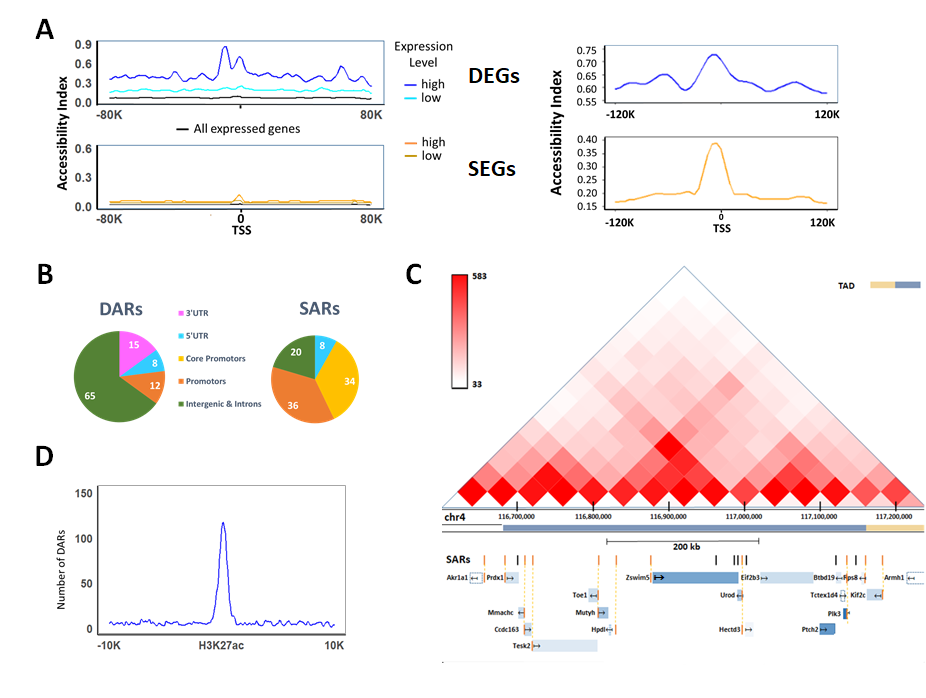 A
Accessibility Index
0.9
0.6
0.3
0.0
-80K
80K
Expression
Level
high
low
All expressed genes
0.6
0.3
0.0
-80K
0
80K
TSS
high
low
DEGs
SEGs
Accessibility Index
0.75
0.70
0.65
0.60
0.55
-120K
120K
0.40
0.35
0.30
0.25
0.20
0.15
-120K
0
120K
TSS
B
DARs
SARs
15
8
12
65
3'UTR
5'UTR
Core Promotors
Promotors
Intergenic & Introns
8
20
34
36
C
583
33
TAD
chr4
116,700,000
116,800,000
116,900,000
117,000,000
117,100,000
117,200,000
200 kb
SARs
Akr1a1
Prdx1
Zswim5
Eif2b3
Btbd19
Rps8
Armh1
Toe1
Urod
Tctex1d4
Kif2c
Mmachc
Mutyh
Plk3
Ccdc163
Hpdl
Hectd3
Ptch2
Tesk2
D
Number of DARs
150
100
50
0
-10K
H3K27ac
10K